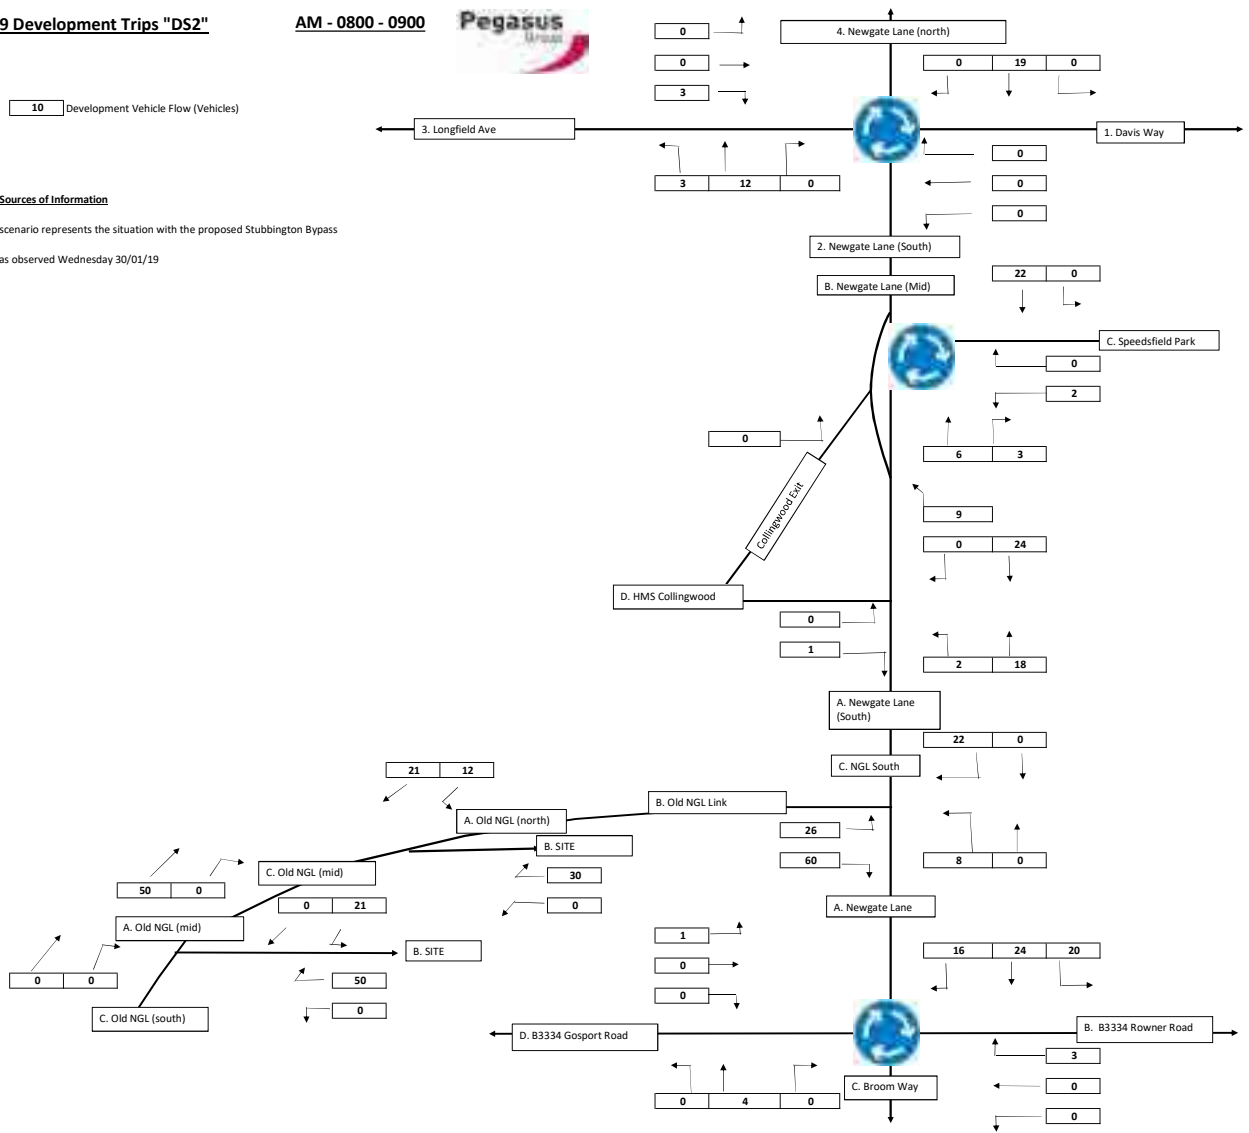 9 Development Trips "DS2"
AM - 0800 - 0900
Pegasus
Group
0
4. Newgate Lane (north)
0
0 19 0
3
10 Development Vehicle Flow (Vehicles)
3. Longfield Ave
1. Davis Way
0
3 12 0
0
Sources of Information
0
scenario represents the situation with the proposed Stubbington Bypass
2. Newgate Lane (South)
as observed Wednesday 30/01/19
22 0
B. Newgate Lane (Mid)
C. Speedsfield Park
0
2
0
6 3
Collingwood Exit
9
0 24
D. HMS Collingwood
0
1
2 18
A. Newgate Lane
(South)
22 0
C. NGL South
21 12
B. Old NGL Link
A. Old NGL (north)
26
B. SITE
60
8 0
C. Old NGL (mid)
30
50 0
0 21
0
A. Newgate Lane
A. Old NGL (mid)
1
B. SITE
16 24 20
0
0 0
50
0
0
C. Old NGL (south)
D. B3334 Gosport Road
B. B3334 Rowner Road
3
C. Broom Way
0
0 4 0
0